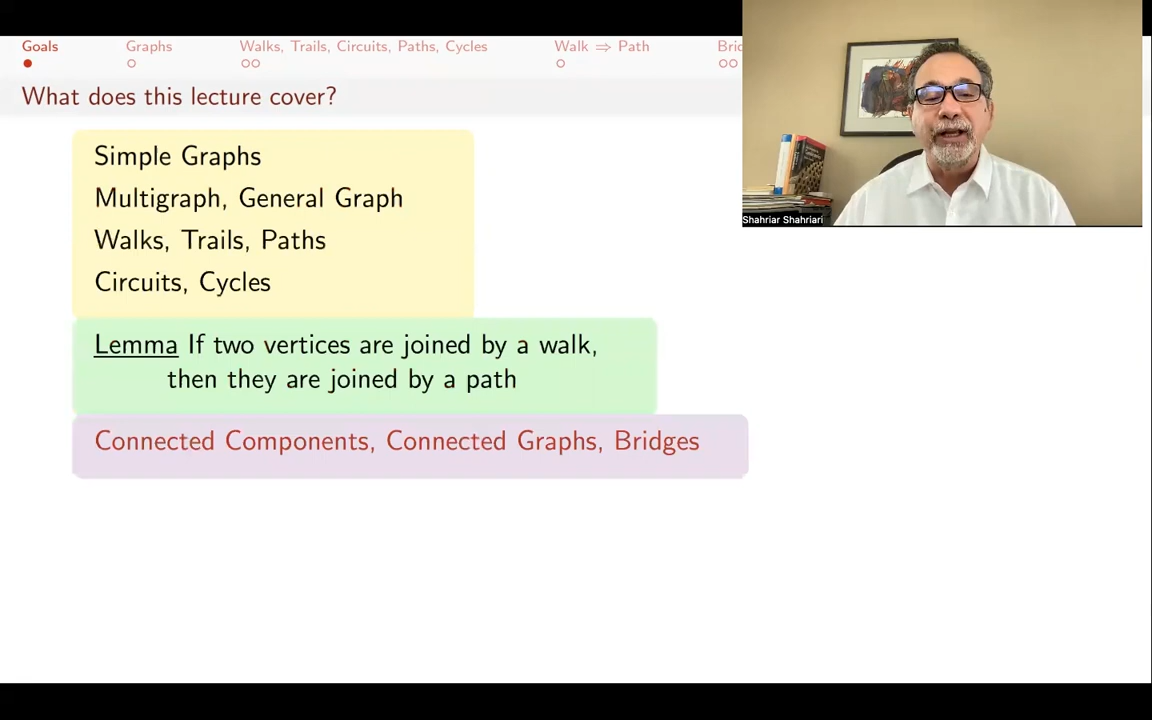 Goals Graphs Walks, Trails, Circuits, Paths, Cycles Walk ⇒ Path
What does this lecture cover?
Simple Graphs
Multigraph, General Graph
Walks, Trails, Paths
Circuits, Cycles
Lemma If two vertices are joined by a walk,
then they are joined by a path
Connected Components, Connected Graphs, Bridges
Shahriar Shahriari